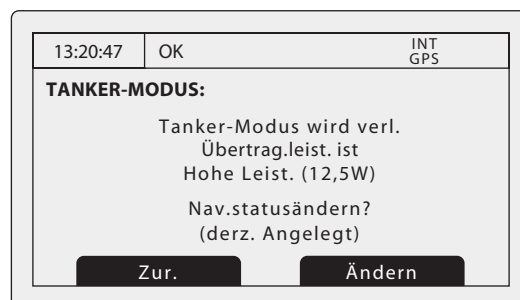 13:20:47 OK INT
GPS
TANKER-MODUS:
Tanker-Modus wird verl.
Übertrag.leist. ist
Hohe Leist. (12,5W)
Nav.statusändern?
(derz. Angelegt)
Zur. Ändern